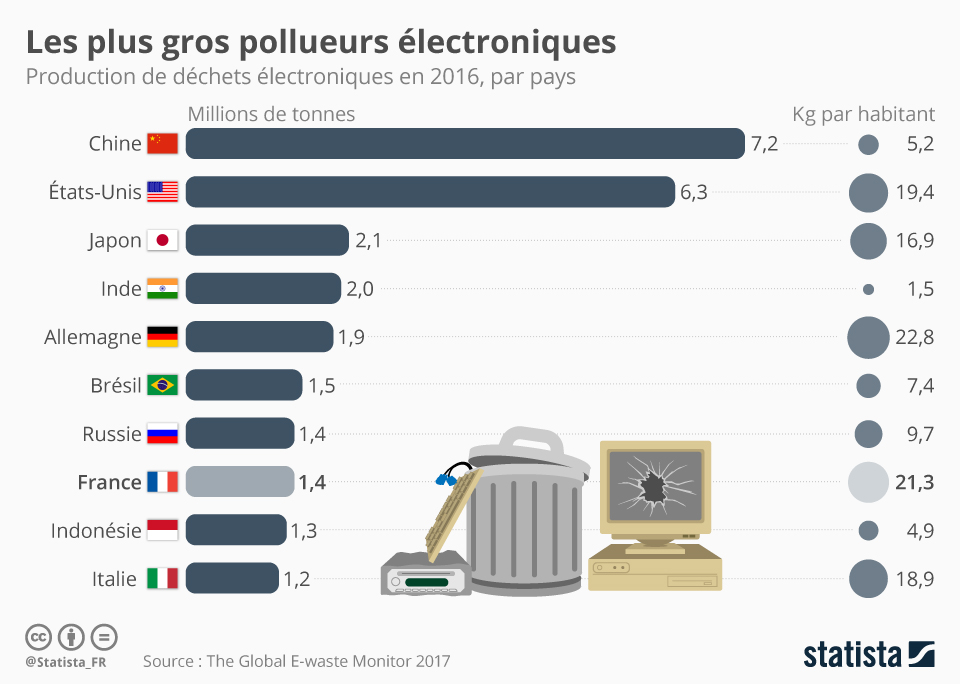 Les plus gros pollueurs électroniques
Production de déchets électroniques en 2016, par pays
Millions de tonnes Kg par habitant
Chine 7,2 5,2
États-Unis 6,3 19,4
Japon 2,1 16,9
Inde 2,0 1,5
Allemagne 1,9 22,8
Brésil 1,5 7,4
Russie 1,4 9,7
France 1,4 21,3
Indonésie 1,3 4,9
Italie 1,2 18,9
cc
@Statista_FR Source : The Global E-waste Monitor 2017
statista